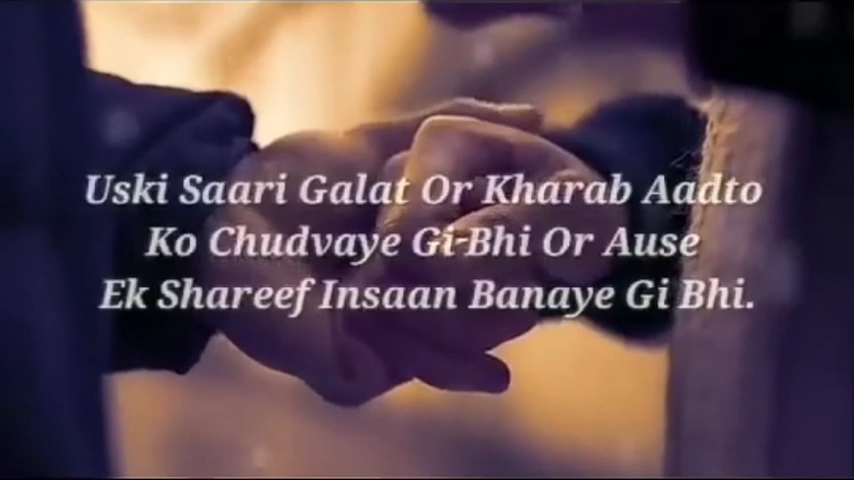 Uski Saari Galat Or Kharab Aadto
Ko Chudvaye Gi Bhi Or Ause
Ek Shareef Insaan Banaye Gi Bhi.